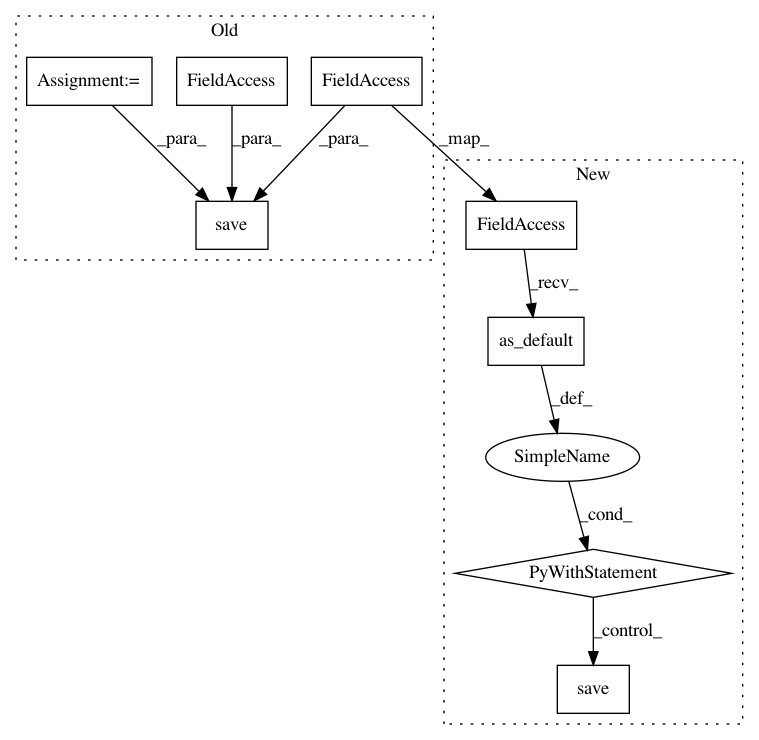 Old
Assignment:=
FieldAccess
FieldAccess
_para_
_para_
_para_
_map_
New
save
FieldAccess
_recv_
as_default
_def_
SimpleName
_cond_
PyWithStatement
_control_
save